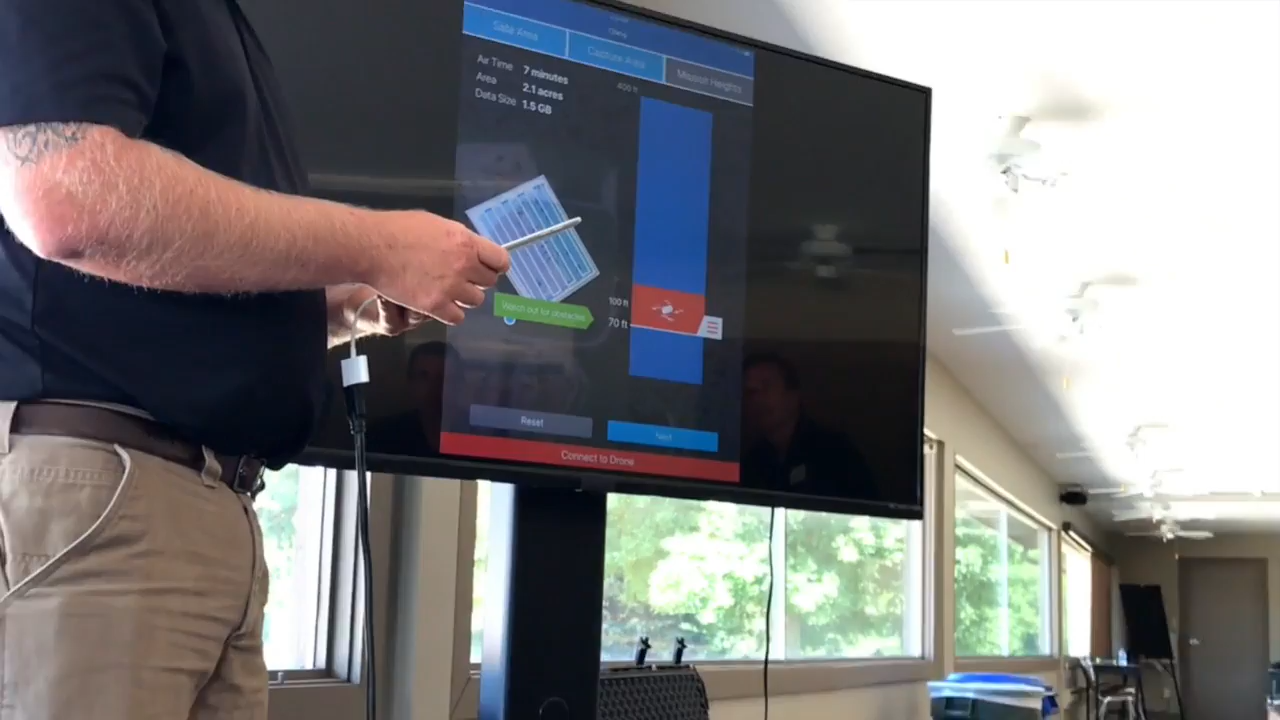 Safe Area
Capture Area
Mission Heights
Air Time 7 minutes
Area 2.1 acres
Data Size 1.5 GB
400 ft
100 ft
70 ft
Watch out for obstacles
Reset
Next
Connect to Drone